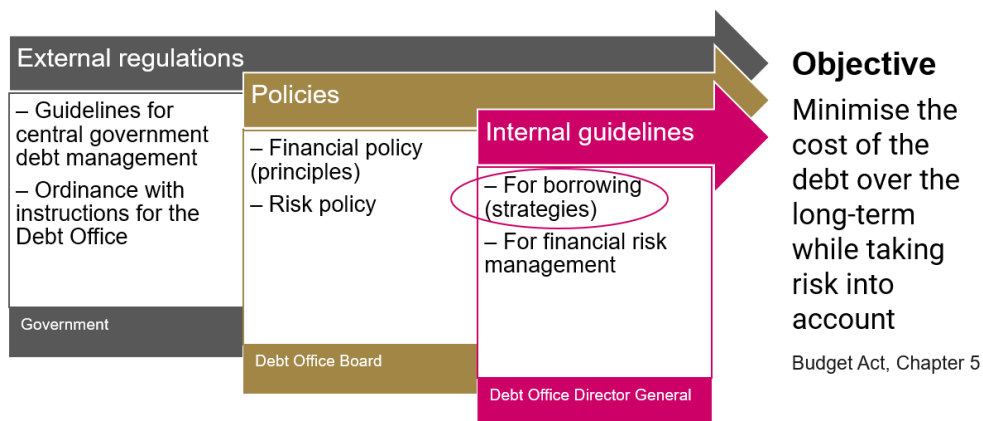 External regulations
– Guidelines for
central government
debt management
– Ordinance with
instructions for the
Debt Office
Government
Policies
– Financial policy
(principles)
– Risk policy
Debt Office Board
Internal guidelines
– For borrowing
(strategies)
– For financial risk
management
Debt Office Director General
Objective
Minimise the
cost of the
debt over the
long-term
while taking
risk into
account
Budget Act, Chapter 5